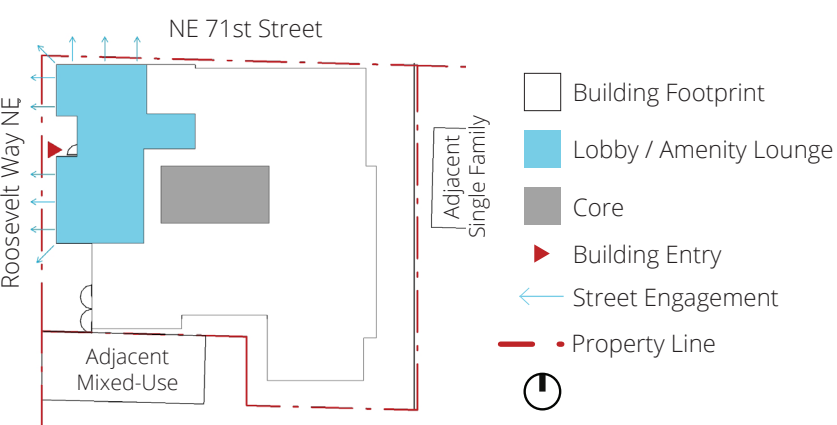 NE 71st Street
Roosevelt Way NE
Adjacent
Single Family
Adjacent
Mixed-Use
Building Footprint
Lobby / Amenity Lounge
Core
Building Entry
Street Engagement
Property Line